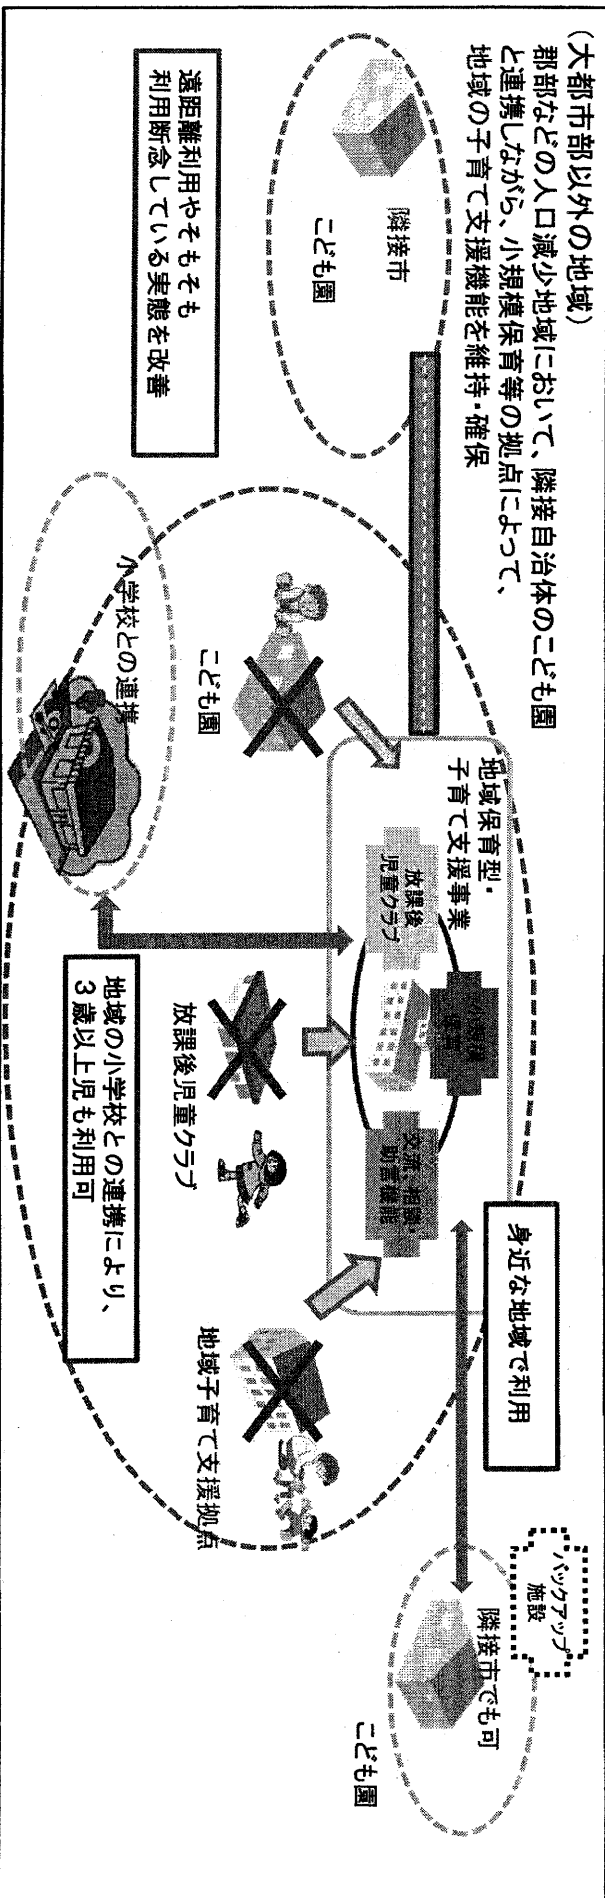 (大都市部以外の地域)
郡部などの人口減少地域において、隣接自治体のこども園
と連携しながら、小規模保育等の拠点によって、
地域の子育て支援機能を維持・確保
隣接市
こども園
遠距離利用やそもそも
利用断念している実態を改善
地域保育型・
子育て支援事業
小規模
保育
放課後
児童クラブ
交流、相談・
助言機能
身近な地域で利用
バックアップ
施設
隣接市でも可
こども園
こども園
小学校との連携
放課後児童クラブ
地域の小学校との連携により、
3歳以上児も利用可
地域子育て支援拠点